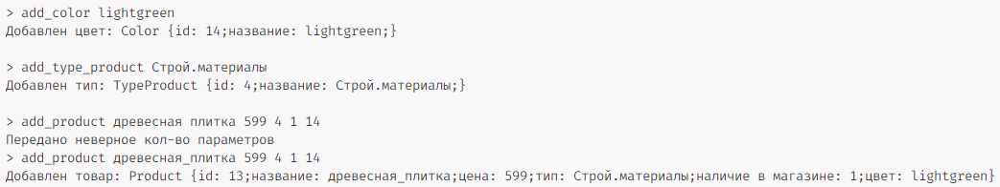 > add_color lightgreen
Добавлен цвет: Color {id: 14;название: lightgreen;}
> add_type_product Строй.материалы
Добавлен тип: TypeProduct {id: 4;название: Строй.материалы;}
> add_product древесная плитка 599 4 1 14
Передано неверное кол-во параметров
> add_product древесная_плитка 599 4 1 14
Добавлен товар: Product {id: 13;название: древесная_плитка;цена: 599;тип: Строй.материалы;наличие в магазине: 1;цвет: lightgreen}